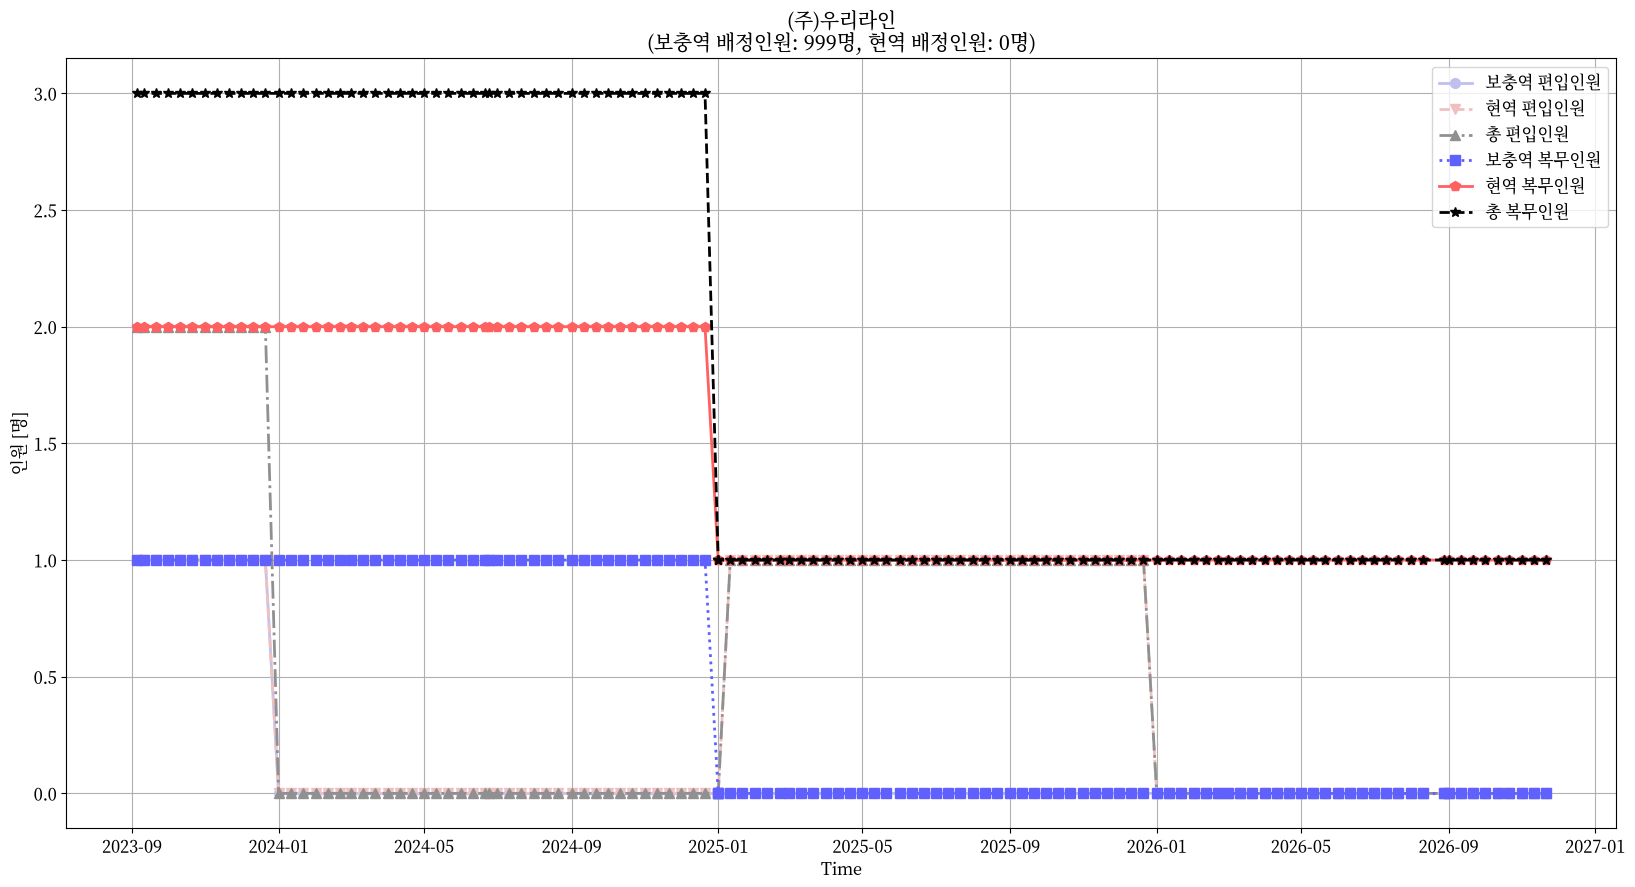 (주)우리라인
(보충역 배정인원: 999명, 현역 배정인원: 0명)
보충역 편입인원
현역 편입인원
총 편입인원
보충역 복무인원
현역 복무인원
총 복무인원
인원 [명]
3.0
2.5
2.0
1.5
1.0
0.5
0.0
2023-09 2024-01 2024-05 2024-09 2025-01 2025-05 2025-09 2026-01 2026-05 2026-09 2027-01
Time